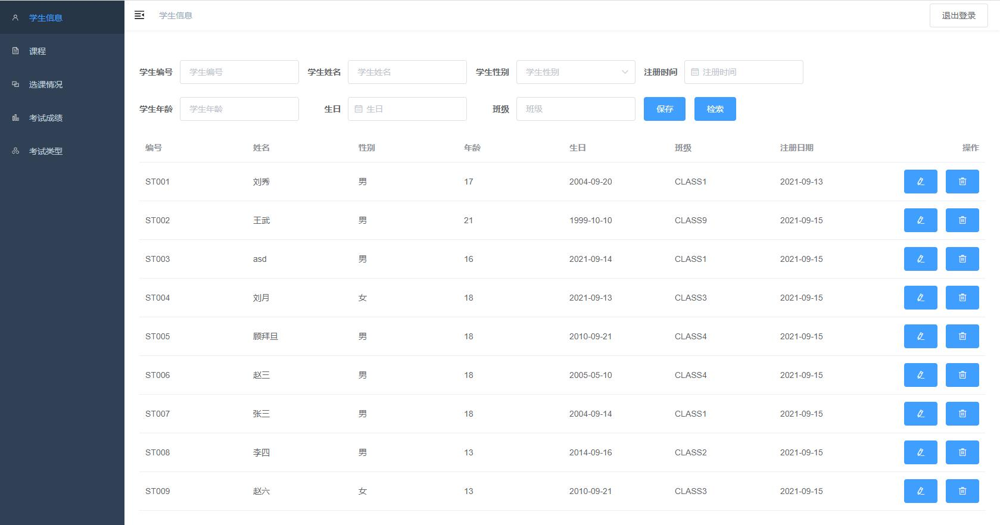 学生信息
课程
选课情况
考试成绩
考试类型
学生信息
退出登录
学生编号 学生编号 学生姓名 学生姓名 学生性别 学生性别 注册时间 注册时间
学生年龄 学生年龄 生日 生日 班级 班级 保存 检索
编号 姓名 性别 年龄 生日 班级 注册日期 操作
ST001 刘秀 男 17 2004-09-20 CLASS1 2021-09-13
ST002 王武 男 21 1999-10-10 CLASS9 2021-09-15
ST003 asd 男 16 2021-09-14 CLASS1 2021-09-15
ST004 刘月 女 18 2021-09-13 CLASS3 2021-09-15
ST005 顾拜旦 男 18 2010-09-21 CLASS4 2021-09-15
ST006 赵三 男 18 2005-05-10 CLASS4 2021-09-15
ST007 张三 男 18 2004-09-14 CLASS1 2021-09-15
ST008 李四 男 13 2014-09-16 CLASS2 2021-09-15
ST009 赵六 女 13 2010-09-21 CLASS3 2021-09-15